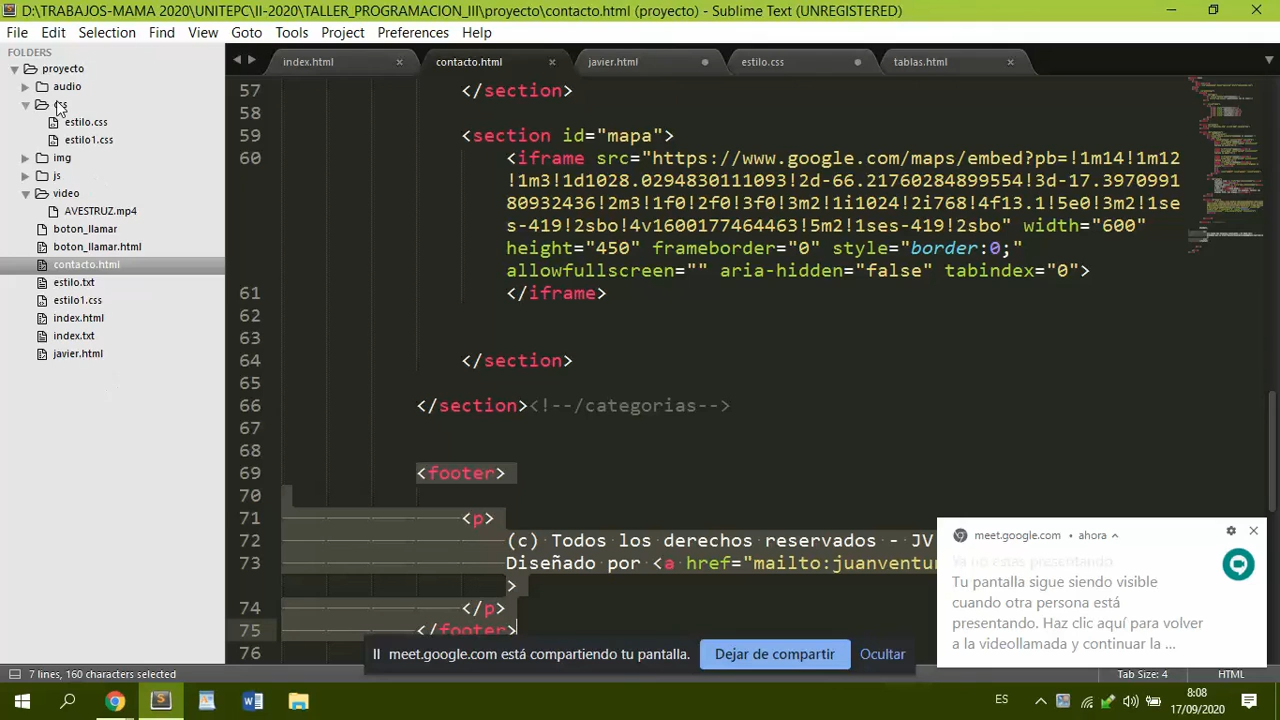 D:\TRABAJOS-MAMA 2020\UNITEPC\II-2020\TALLER_PROGRAMACION_III\proyecto\contacto.html (proyecto) - Sublime Text (UNREGISTERED)
File Edit Selection Find View Goto Tools Project Preferences Help
FOLDERS
proyecto
audio
estilo.css
estilo1.css
img
js
video
AVESTRUZ.mp4
boton_llamar
boton_llamar.html
contacto.html
estilo.txt
estilo1.css
index.html
index.txt
javier.html
index.html contacto.html javier.html estilo.css tablas.html
57 </section>
58
59 <section id="mapa">
60 <iframe src="https://www.google.com/maps/embed?pb=!1m14!1m12
!1m3!1d1028.0294830111093!2d-66.21760284899554!3d-17.3970991
80932436!2m3!1f0!2f0!3f0!3m2!1i1024!2i768!4f13.1!5e0!3m2!1ses
-419!2sbo!4v1600177464463!5m2!1ses-419!2sbo" width="600"
height="450" frameborder="0" style="border:0;"
allowfullscreen="" aria-hidden="false" tabindex="0">
61 </iframe>
62
63
64 </section>
65
66 </section><!--/categorias-->
67
68
69 <footer>
70
71 <p>
72 (c) Todos los derechos reservados - JV
73 Diseñado por <a href="mailto:juanventur
>
74 </p>
75 </footer>
76
meet.google.com • ahora
Ya no estás presentando
Tu pantalla sigue siendo visible
cuando otra persona está
presentando. Haz clic aquí para volver
a la videollamada y continuar la ...
meet.google.com está compartiendo tu pantalla. Dejar de compartir Ocultar
7 lines, 160 characters selected Tab Size: 4 HTML
ES 8:08
17/09/2020